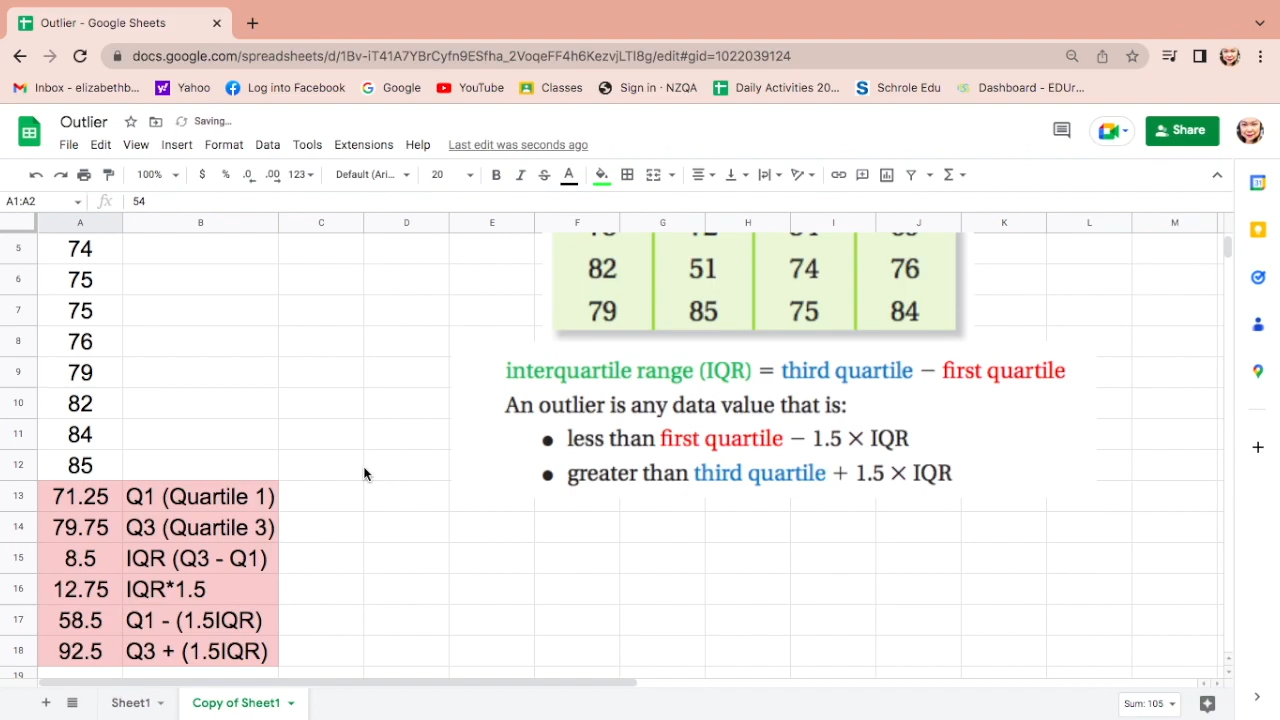 Outlier - Google Sheets
docs.google.com/spreadsheets/d/1Bv-iT41A7YBrCyfn9ESfha_2VoqeFF4h6KezvjLTl8g/edit#gid=1022039124
Inbox - elizabethb... Yahoo Log into Facebook Google YouTube Classes Sign in · NZQA Daily Activities 20... Schrole Edu Dashboard - EDUr...
Outlier Saving...
File Edit View Insert Format Data Tools Extensions Help Last edit was seconds ago
Share
100% $ % .0 .00 123 Default (Ari... 20 B I S A Σ
A1:A2 fx 54
A B C D E F G H I J K L M
5 74
6 75 82 51 74 76
7 75 79 85 75 84
8 76
9 79 interquartile range (IQR) = third quartile − first quartile
10 82 An outlier is any data value that is:
11 84 • less than first quartile − 1.5 × IQR
12 85 • greater than third quartile + 1.5 × IQR
13 71.25 Q1 (Quartile 1)
14 79.75 Q3 (Quartile 3)
15 8.5 IQR (Q3 - Q1)
16 12.75 IQR*1.5
17 58.5 Q1 - (1.5IQR)
18 92.5 Q3 + (1.5IQR)
19
Sheet1 Copy of Sheet1 Sum: 105